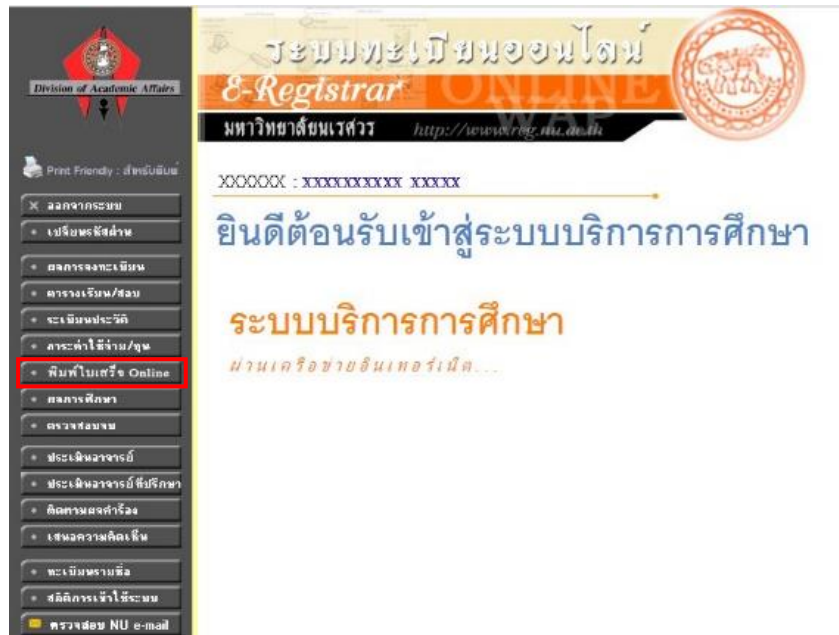 Division of Academic Affairs
ระบบทะเบียนออนไลน์
E-Registrar
ONLINE
WAP
มหาวิทยาลัยนเรศวร http://www.reg.nu.ac.th
Print Friendly : สำหรับพิมพ์
XXXXXX : XXXXXXXXXX XXXXX
ยินดีต้อนรับเข้าสู่ระบบบริการการศึกษา
ระบบบริการการศึกษา
ผ่านเครือข่ายอินเทอร์เน็ต...
ออกจากระบบ
เปลี่ยนรหัสผ่าน
ผลการลงทะเบียน
ตารางเรียน/สอบ
ระเบียนประวัติ
ภาระค่าใช้จ่าย/ทุน
พิมพ์ใบเสร็จ Online
ผลการศึกษา
ตรวจสอบจบ
ประเมินอาจารย์
ประเมินอาจารย์ที่ปรึกษา
ติดตามผลคำร้อง
เสนอความคิดเห็น
ทะเบียนรายชื่อ
สถิติการเข้าใช้ระบบ
ตรวจสอบ NU e-mail